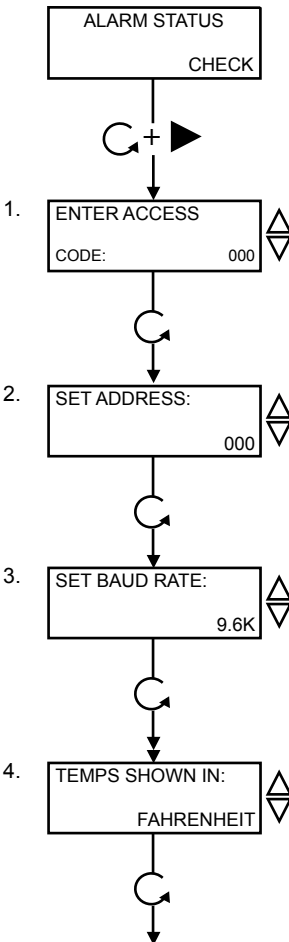 ALARM STATUS
CHECK
+
1.
ENTER ACCESS
CODE: 000
2.
SET ADDRESS:
000
3.
SET BAUD RATE:
9.6K
4.
TEMPS SHOWN IN:
FAHRENHEIT